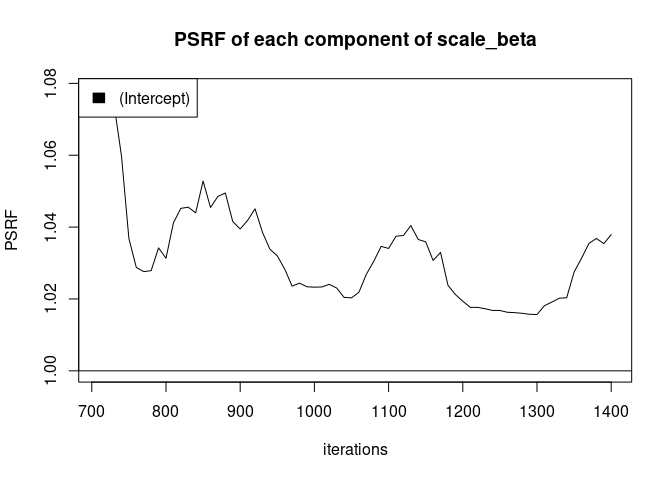 PSRF of each component of scale_beta
(Intercept)
PSRF
1.08
1.06
1.04
1.02
1.00
700 800 900 1000 1100 1200 1300 1400
iterations